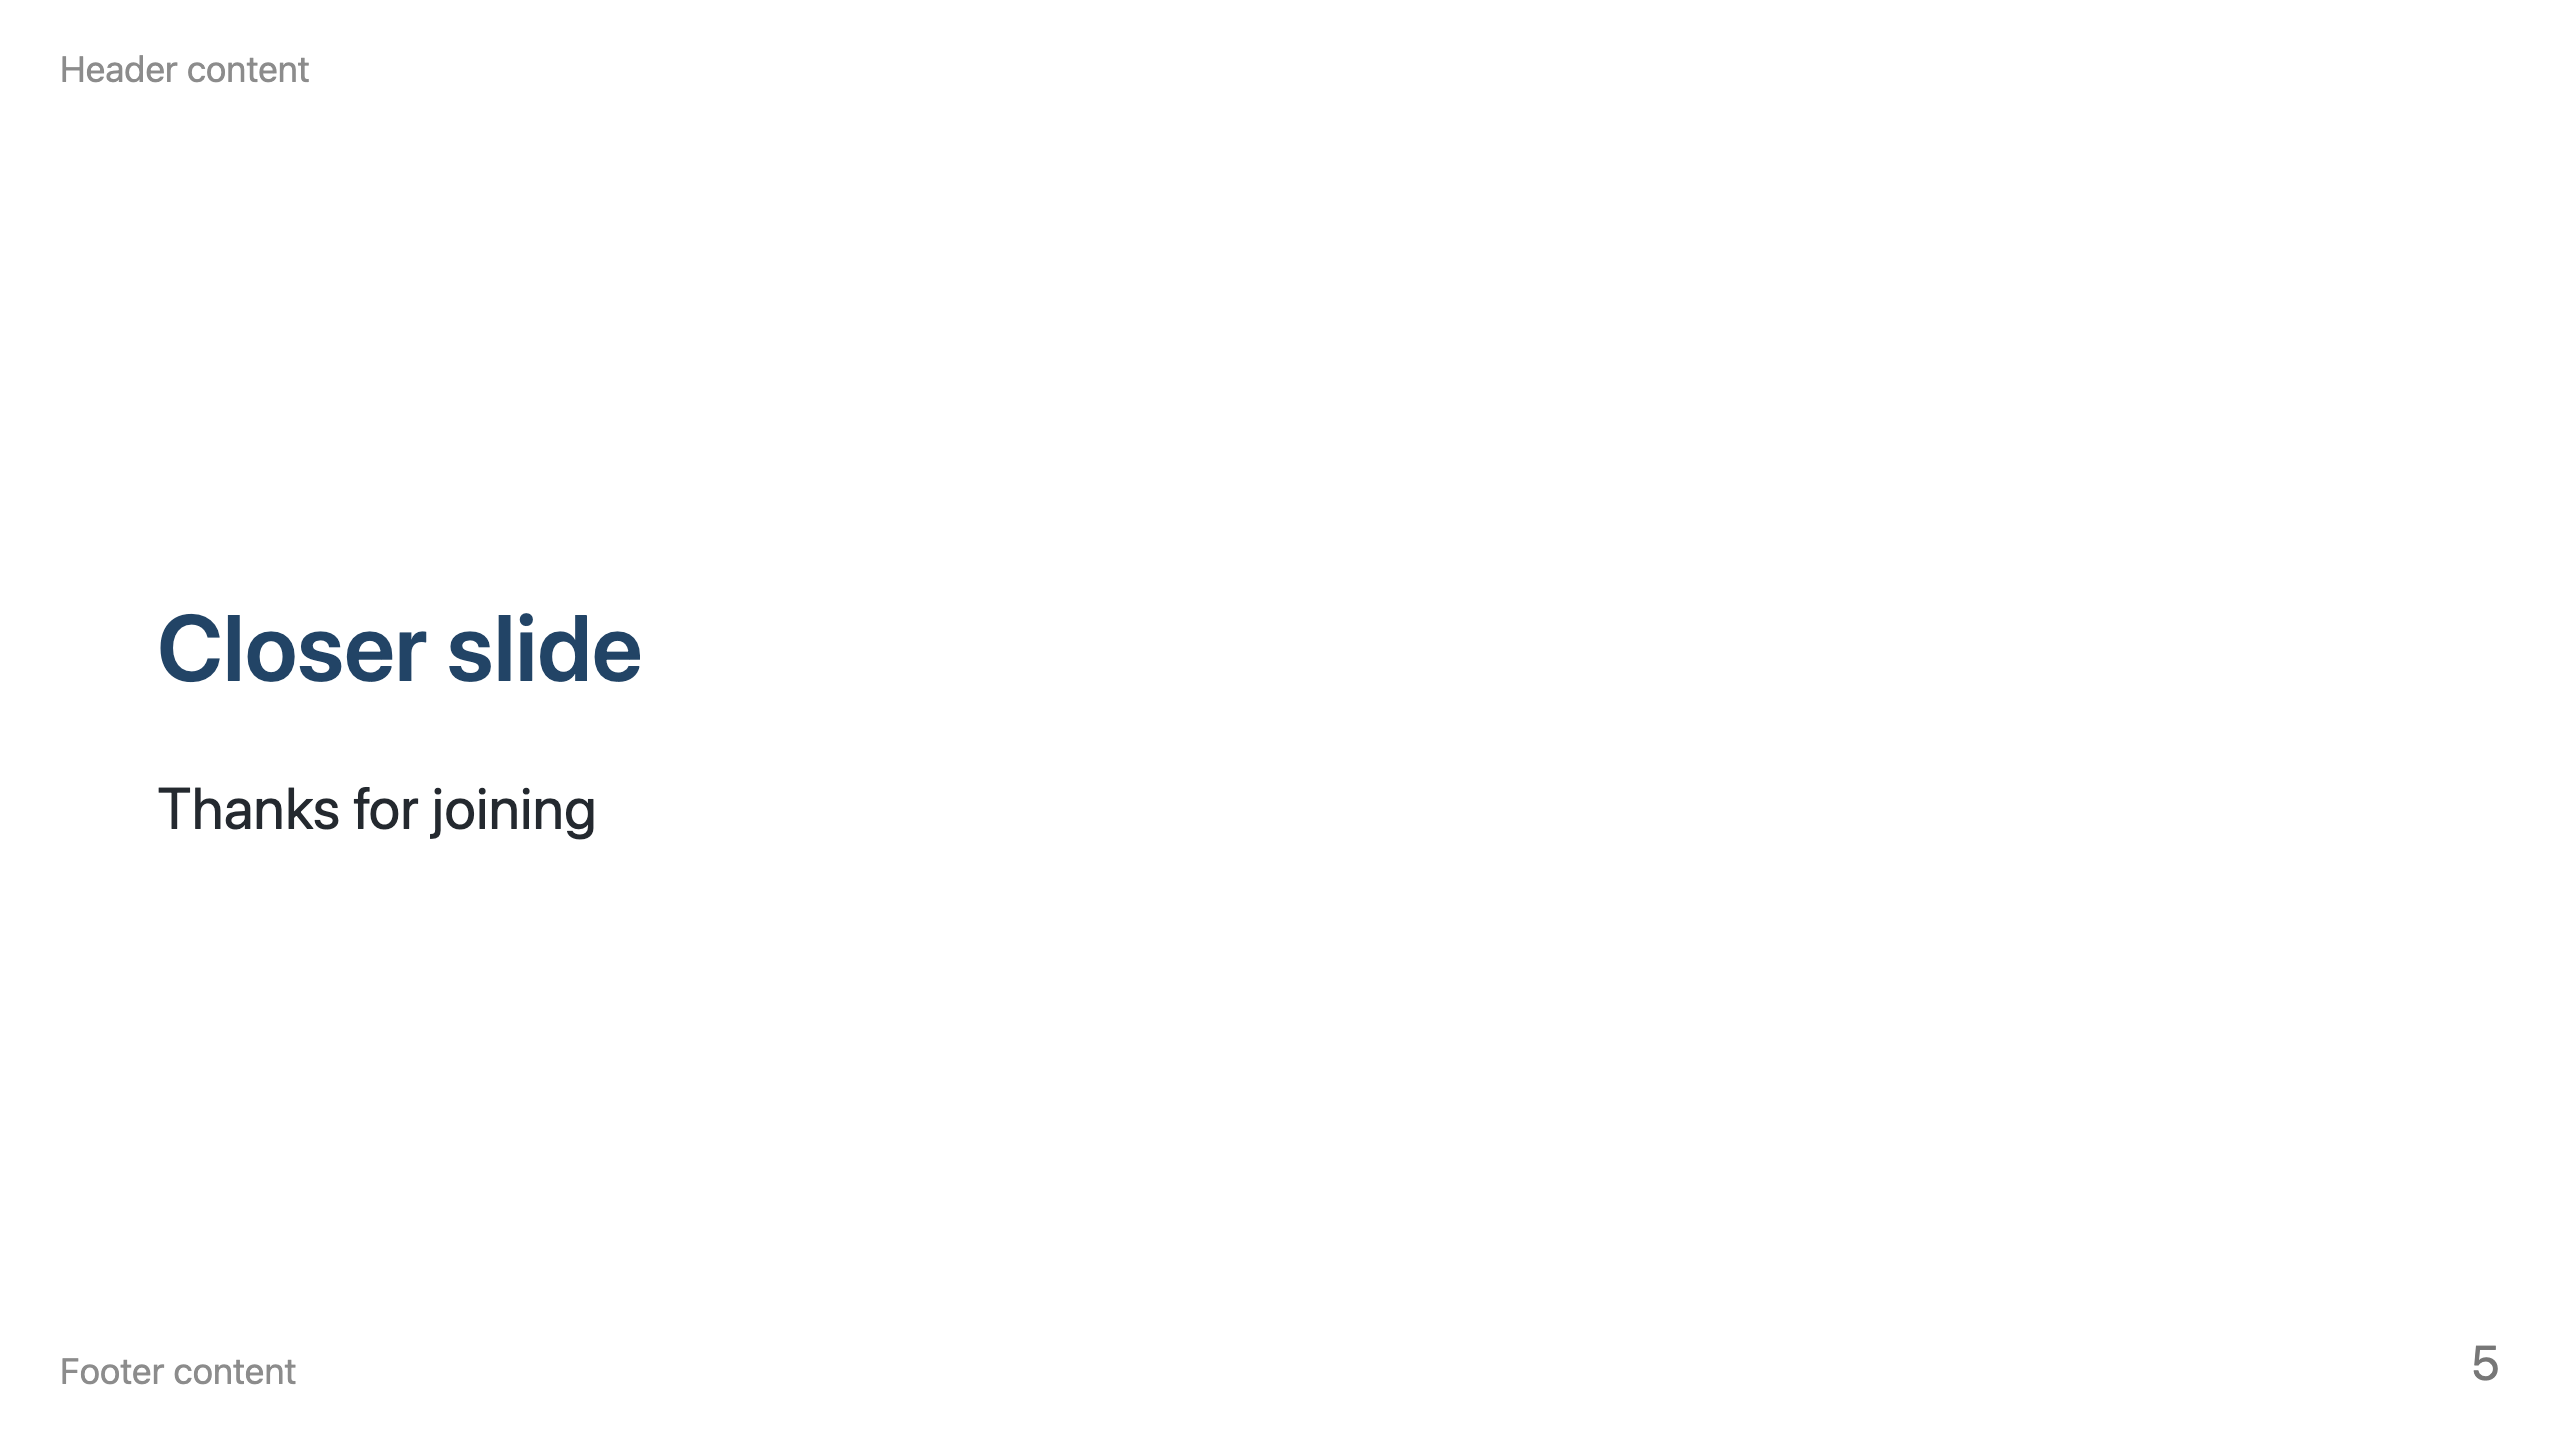 Header content
Closer slide
Thanks for joining
Footer content
5